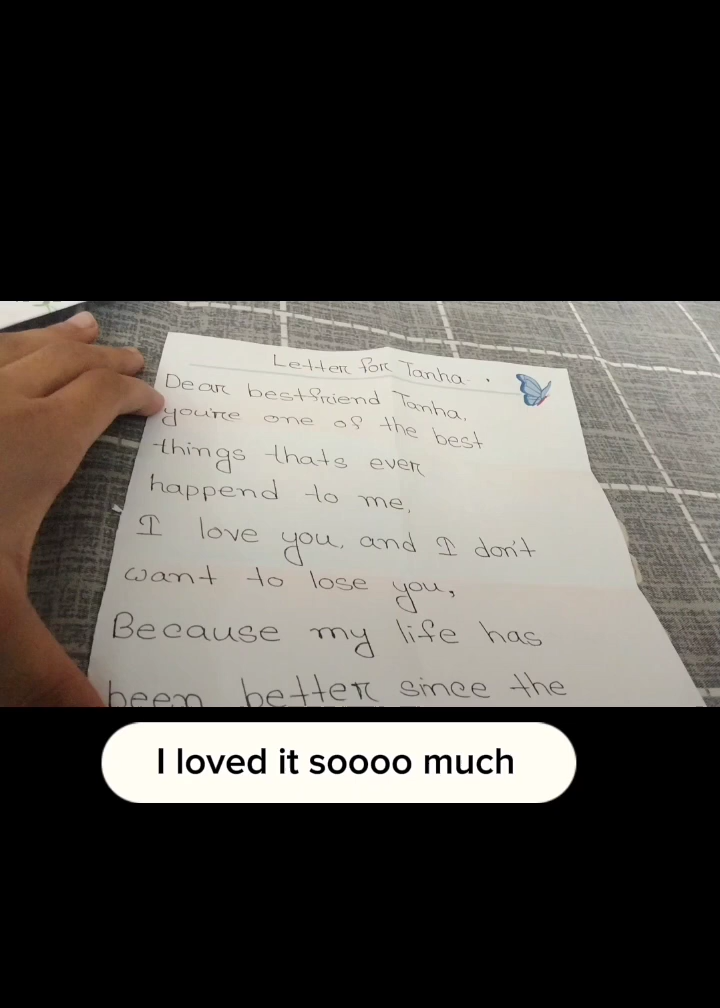 Letter for Tanha.
Dear bestfriend Tanha,
you're one of the best
things thats ever
happend to me,
I love you, and I don't
want to lose you,
Because my life has
been better since the
I loved it soooo much